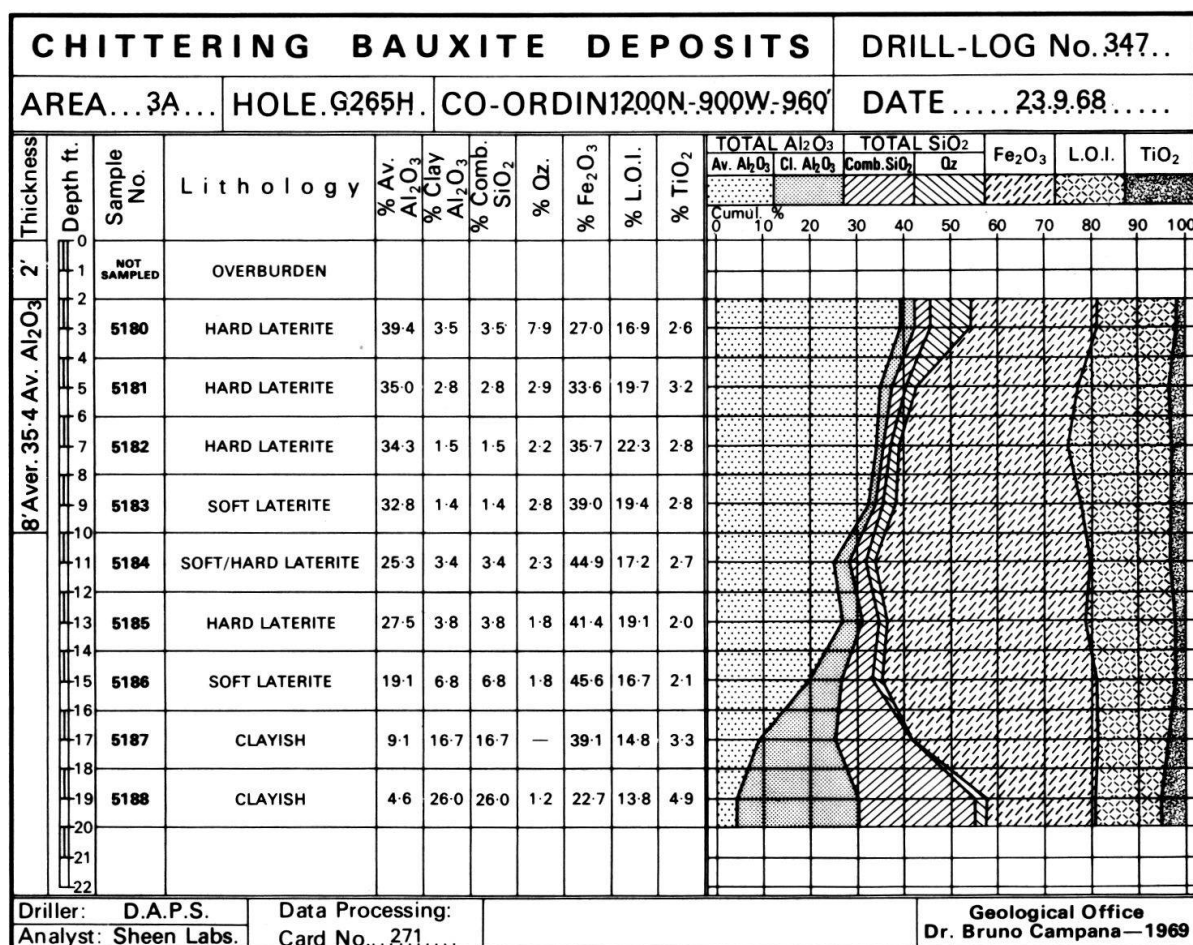 CHITTERING BAUXITE DEPOSITS
DRILL-LOG No. 347..
AREA...3A.... HOLE.G265H. CO-ORDIN1200N-900W-960' DATE.....23.9.68......
Thickness Depth ft. Sample No. Lithology % Av. Al₂O₃ % Clay Al₂O₃ % Comb. SiO₂ % Qz. % Fe₂O₃ % L.O.I. % TiO₂
TOTAL Al₂O₃ TOTAL SiO₂ Fe₂O₃ L.O.I. TiO₂
Av. Al₂O₃ Cl. Al₂O₃ Comb.SiO₂ Qz
Cumul. %
0 10 20 30 40 50 60 70 80 90 100
0
2' 1 NOT SAMPLED OVERBURDEN
2
8' Aver. 35·4 Av. Al₂O₃
3 5180 HARD LATERITE 39·4 3·5 3·5 7·9 27·0 16·9 2·6
4
5 5181 HARD LATERITE 35·0 2·8 2·8 2·9 33·6 19·7 3·2
6
7 5182 HARD LATERITE 34·3 1·5 1·5 2·2 35·7 22·3 2·8
8
9 5183 SOFT LATERITE 32·8 1·4 1·4 2·8 39·0 19·4 2·8
10
11 5184 SOFT/HARD LATERITE 25·3 3·4 3·4 2·3 44·9 17·2 2·7
12
13 5185 HARD LATERITE 27·5 3·8 3·8 1·8 41·4 19·1 2·0
14
15 5186 SOFT LATERITE 19·1 6·8 6·8 1·8 45·6 16·7 2·1
16
17 5187 CLAYISH 9·1 16·7 16·7 — 39·1 14·8 3·3
18
19 5188 CLAYISH 4·6 26·0 26·0 1·2 22·7 13·8 4·9
20
21
22
Driller: D.A.P.S.
Analyst: Sheen Labs.
Data Processing:
Card No...271.....
Geological Office
Dr. Bruno Campana—1969